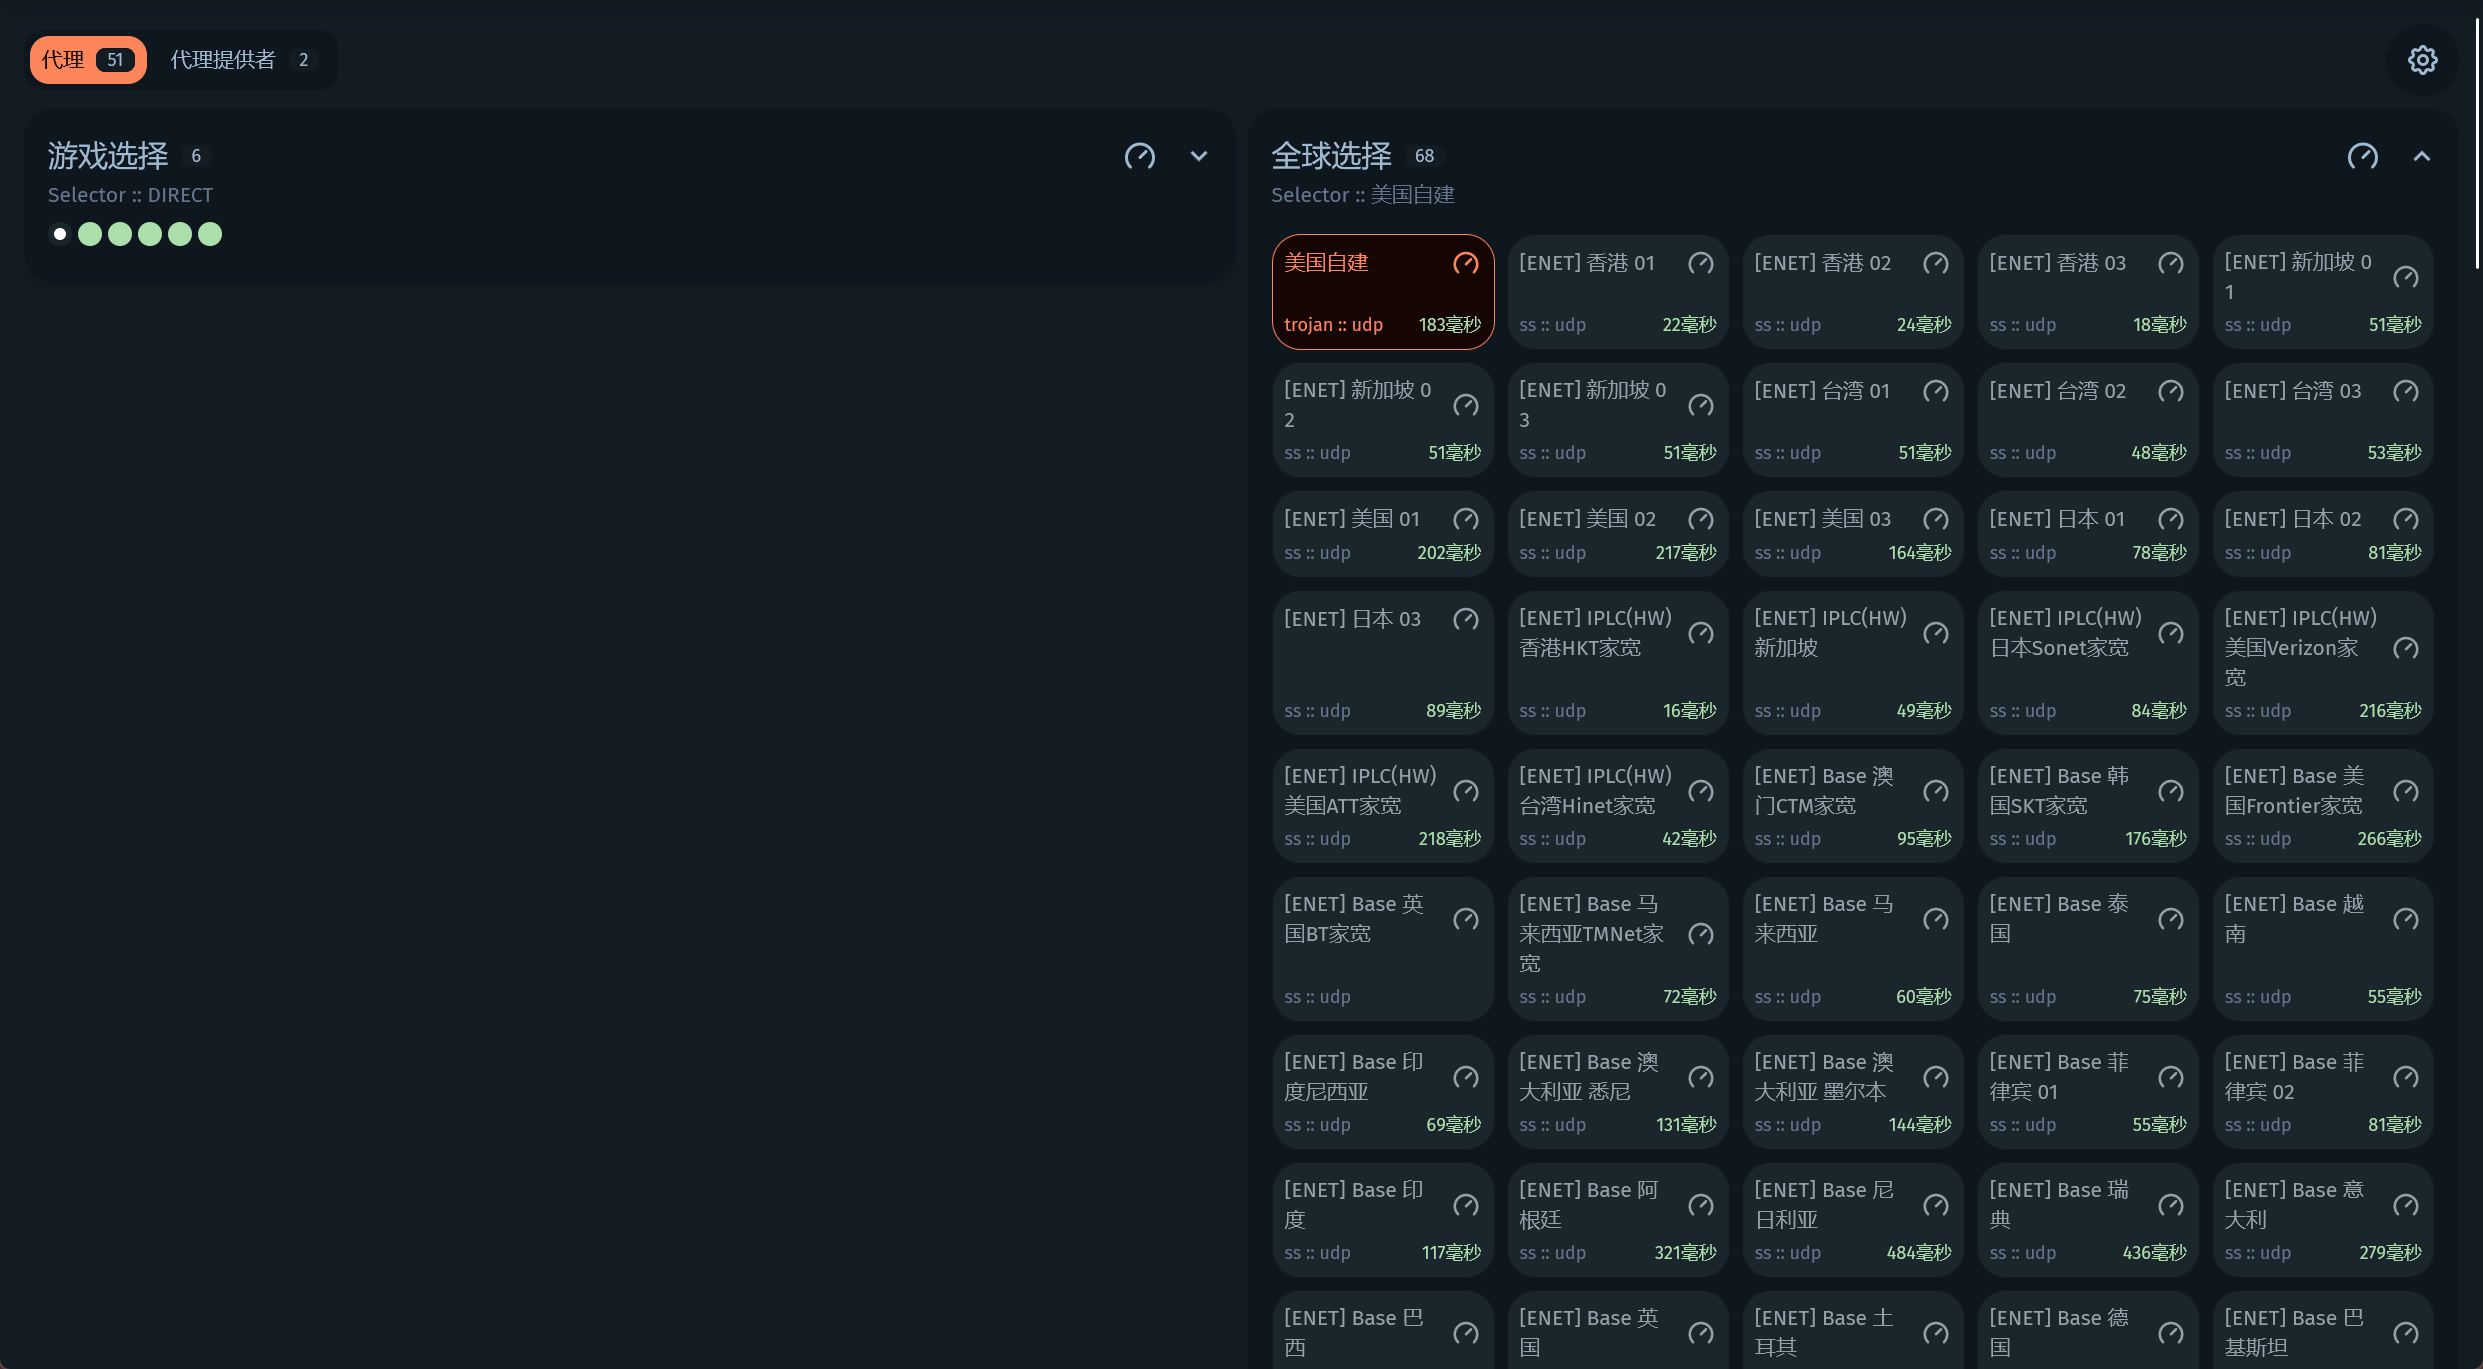 代理 51 代理提供者 2
游戏选择 6
Selector :: DIRECT
全球选择 68
Selector :: 美国自建
美国自建
trojan :: udp 183毫秒
[ENET] 香港 01
ss :: udp 22毫秒
[ENET] 香港 02
ss :: udp 24毫秒
[ENET] 香港 03
ss :: udp 18毫秒
[ENET] 新加坡 0
1
ss :: udp 51毫秒
[ENET] 新加坡 0
2
ss :: udp 51毫秒
[ENET] 新加坡 0
3
ss :: udp 51毫秒
[ENET] 台湾 01
ss :: udp 51毫秒
[ENET] 台湾 02
ss :: udp 48毫秒
[ENET] 台湾 03
ss :: udp 53毫秒
[ENET] 美国 01
ss :: udp 202毫秒
[ENET] 美国 02
ss :: udp 217毫秒
[ENET] 美国 03
ss :: udp 164毫秒
[ENET] 日本 01
ss :: udp 78毫秒
[ENET] 日本 02
ss :: udp 81毫秒
[ENET] 日本 03
ss :: udp 89毫秒
[ENET] IPLC(HW)
香港HKT家宽
ss :: udp 16毫秒
[ENET] IPLC(HW)
新加坡
ss :: udp 49毫秒
[ENET] IPLC(HW)
日本Sonet家宽
ss :: udp 84毫秒
[ENET] IPLC(HW)
美国Verizon家
宽
ss :: udp 216毫秒
[ENET] IPLC(HW)
美国ATT家宽
ss :: udp 218毫秒
[ENET] IPLC(HW)
台湾Hinet家宽
ss :: udp 42毫秒
[ENET] Base 澳
门CTM家宽
ss :: udp 95毫秒
[ENET] Base 韩
国SKT家宽
ss :: udp 176毫秒
[ENET] Base 美
国Frontier家宽
ss :: udp 266毫秒
[ENET] Base 英
国BT家宽
ss :: udp
[ENET] Base 马
来西亚TMNet家
宽
ss :: udp 72毫秒
[ENET] Base 马
来西亚
ss :: udp 60毫秒
[ENET] Base 泰
国
ss :: udp 75毫秒
[ENET] Base 越
南
ss :: udp 55毫秒
[ENET] Base 印
度尼西亚
ss :: udp 69毫秒
[ENET] Base 澳
大利亚 悉尼
ss :: udp 131毫秒
[ENET] Base 澳
大利亚 墨尔本
ss :: udp 144毫秒
[ENET] Base 菲
律宾 01
ss :: udp 55毫秒
[ENET] Base 菲
律宾 02
ss :: udp 81毫秒
[ENET] Base 印
度
ss :: udp 117毫秒
[ENET] Base 阿
根廷
ss :: udp 321毫秒
[ENET] Base 尼
日利亚
ss :: udp 484毫秒
[ENET] Base 瑞
典
ss :: udp 436毫秒
[ENET] Base 意
大利
ss :: udp 279毫秒
[ENET] Base 巴
西
[ENET] Base 英
国
[ENET] Base 土
耳其
[ENET] Base 德
国
[ENET] Base 巴
基斯坦